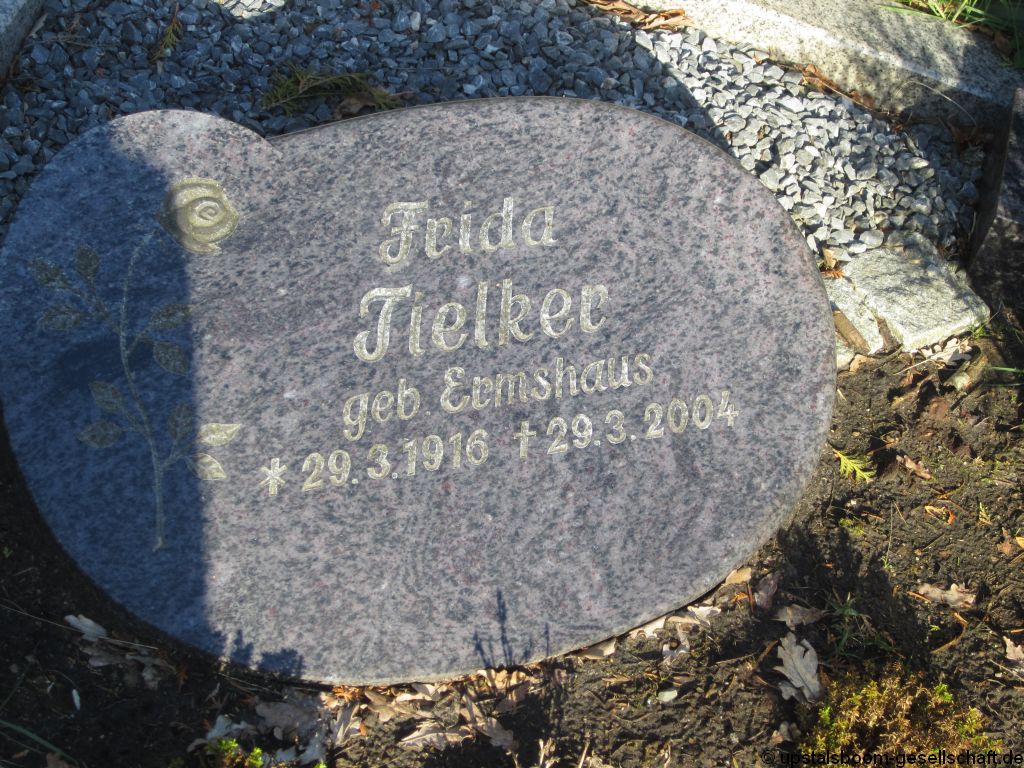 Frida
Tielker
geb. Ermshaus
* 29.3.1916 † 29.3.2004
© upstalsboom-gesellschaft.de